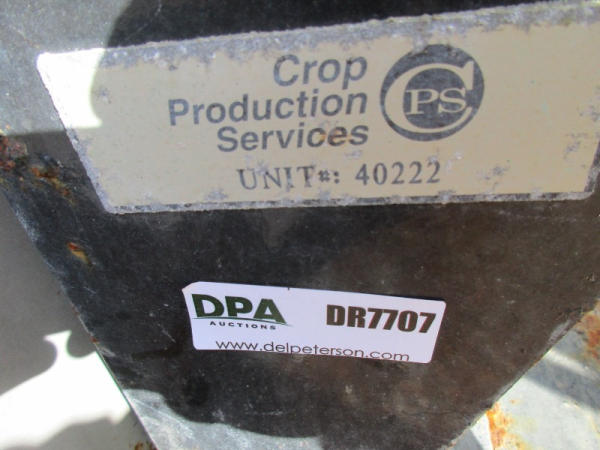 Crop
Production
Services
CPS
UNIT#: 40222
DPA
AUCTIONS
DR7707
www.delpeterson.com